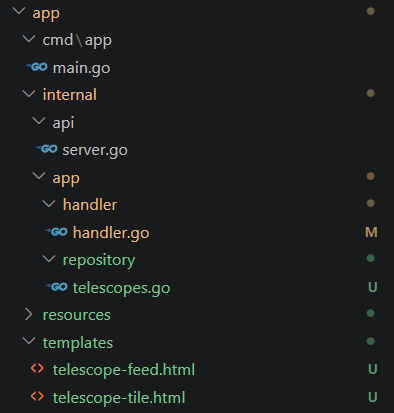 app
cmd\app
GO main.go
internal
api
GO server.go
app
handler
GO handler.go M
repository
GO telescopes.go U
resources
templates
<> telescope-feed.html U
<> telescope-tile.html U